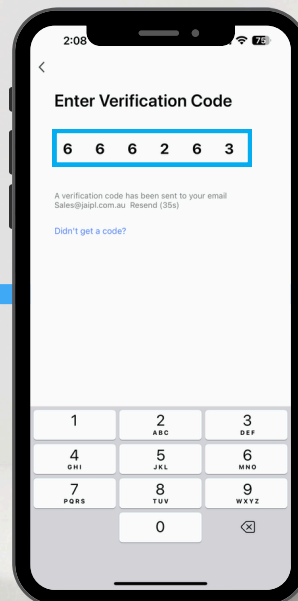 2:08
75
Enter Verification Code
6 6 6 2 6 3
A verification code has been sent to your email
Sales@jaipl.com.au Resend (35s)
Didn't get a code?
1 2 3
ABC DEF
4 5 6
GHI JKL MNO
7 8 9
PQRS TUV WXYZ
0